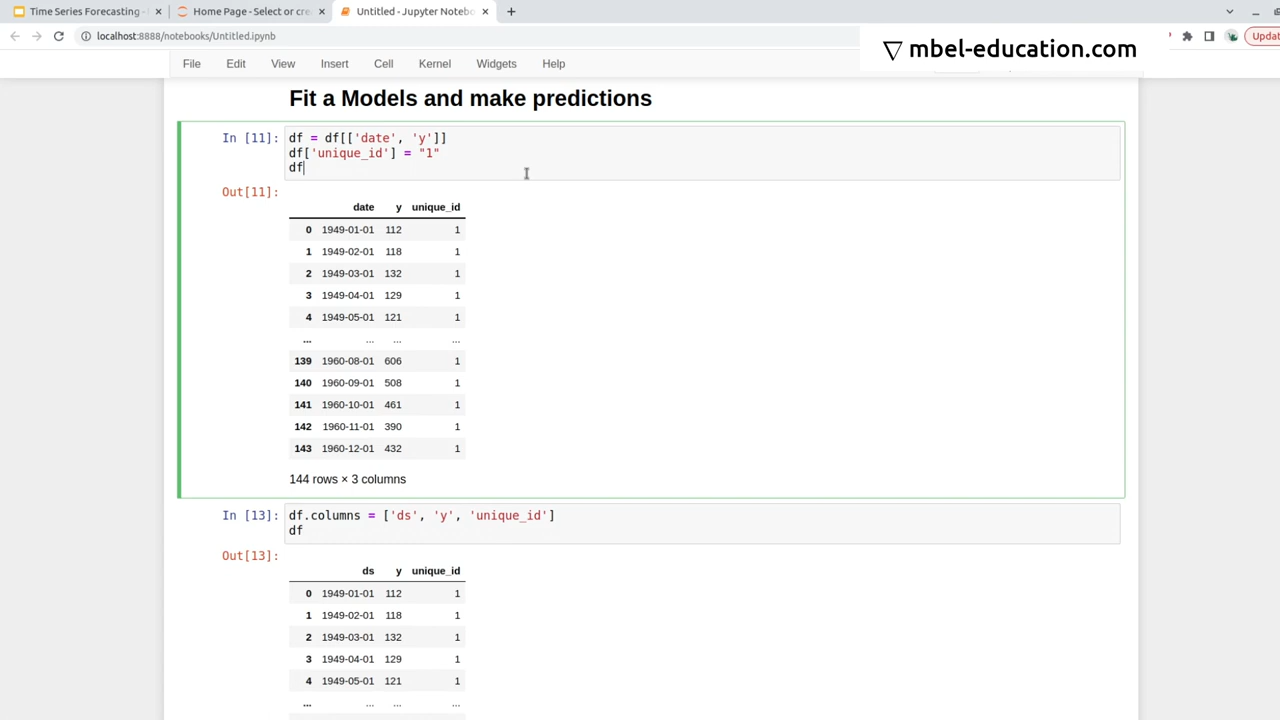 Time Series Forecasting -
Home Page - Select or cre
Untitled - Jupyter Notebo
localhost:8888/notebooks/Untitled.ipynb
Updat
mbel-education.com
File Edit View Insert Cell Kernel Widgets Help
Fit a Models and make predictions
In [11]: df = df[['date', 'y']]
df['unique_id'] = "1"
df
Out[11]:
date y unique_id
0 1949-01-01 112 1
1 1949-02-01 118 1
2 1949-03-01 132 1
3 1949-04-01 129 1
4 1949-05-01 121 1
... ... ... ...
139 1960-08-01 606 1
140 1960-09-01 508 1
141 1960-10-01 461 1
142 1960-11-01 390 1
143 1960-12-01 432 1
144 rows × 3 columns
In [13]: df.columns = ['ds', 'y', 'unique_id']
df
Out[13]:
ds y unique_id
0 1949-01-01 112 1
1 1949-02-01 118 1
2 1949-03-01 132 1
3 1949-04-01 129 1
4 1949-05-01 121 1
... ... ... ...